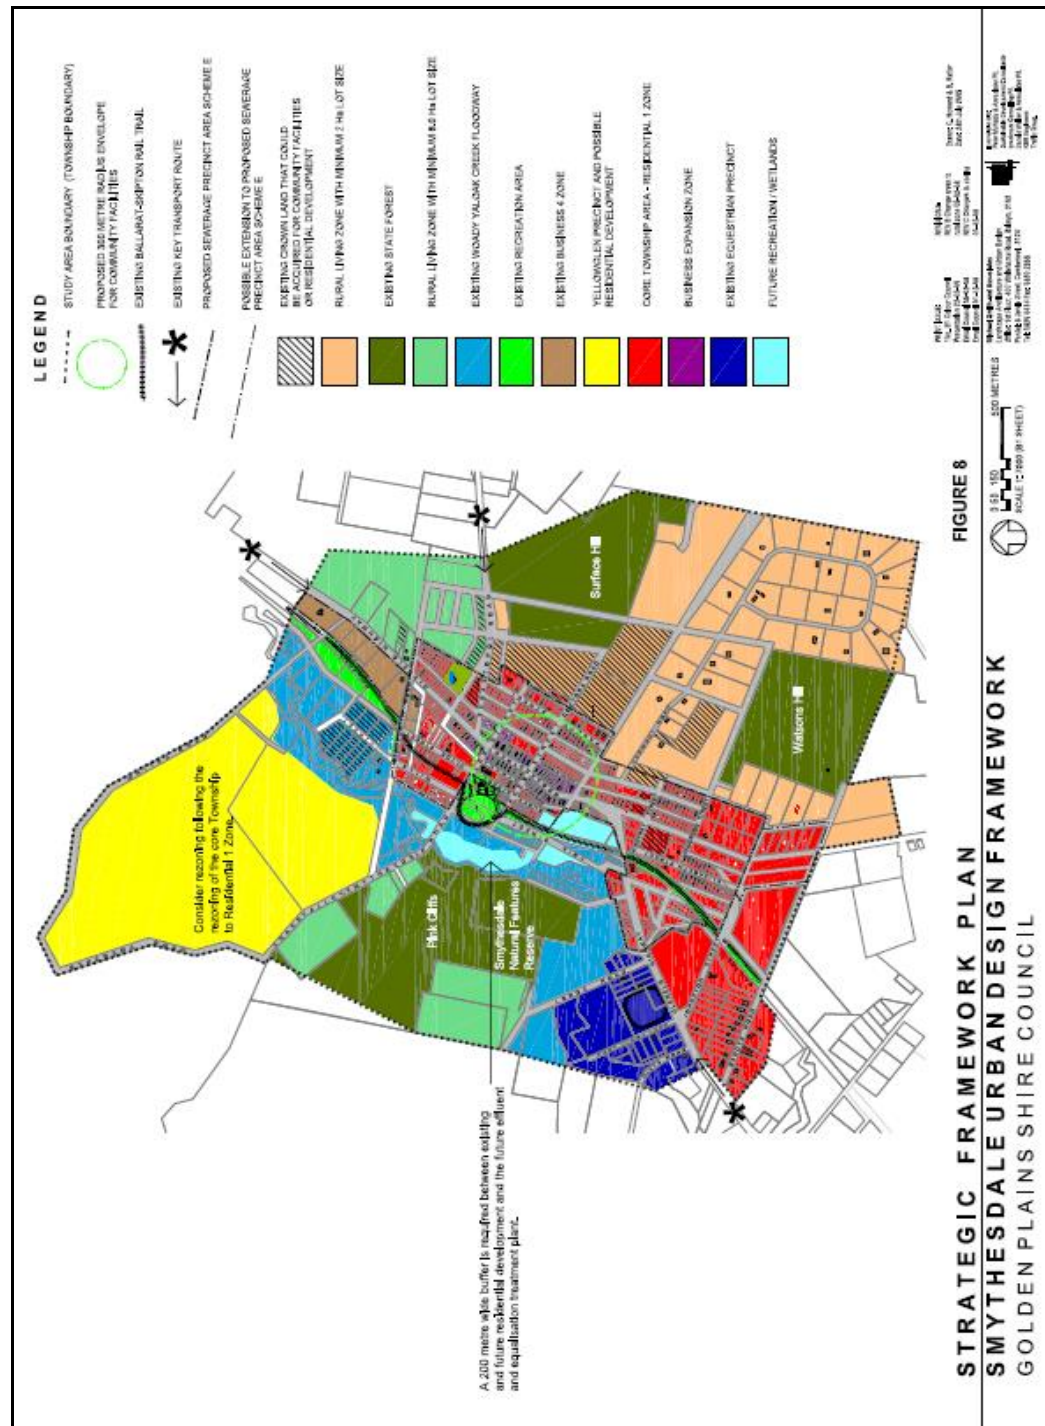 LEGEND
STUDY AREA BOUNDARY (TOWNSHIP BOUNDARY)
PROPOSED 300 METRE RADIUS ENVELOPE
FOR COMMUNITY FACILITIES
EXISTING BALLARAT-SKIPTON RAIL TRAIL
EXISTING KEY TRANSPORT ROUTE
PROPOSED SEWERAGE PRECINCT AREA SCHEME E
POSSIBLE EXTENSION TO PROPOSED SEWERAGE
PRECINCT AREA SCHEME E
EXISTING CROWN LAND THAT COULD
BE ACQUIRED FOR COMMUNITY FACILITIES
OR RESIDENTIAL DEVELOPMENT
RURAL LIVING ZONE WITH MINIMUM 2 Ha LOT SIZE
EXISTING STATE FOREST
RURAL LIVING ZONE WITH MINIMUM Ha LOT SIZE
EXISTING WOADY YALOAK CREEK FLOODWAY
EXISTING RECREATION AREA
EXISTING BUSINESS 4 ZONE
YELLOWGLEN PRECINCT AND POSSIBLE
RESIDENTIAL DEVELOPMENT
CORE TOWNSHIP AREA - RESIDENTIAL 1 ZONE
BUSINESS EXPANSION ZONE
EXISTING EQUESTRIAN PRECINCT
FUTURE RECREATION / WETLANDS
Consider rezoning following the
rezoning of the core Township
to Residential 1 Zone.
Pink Cliffs
Smythesdale
Natural Features
Reserve
Surface Hill
Watsons Hill
A 200 metre wide buffer is required between existing
and future residential development and the future effluent
and equalisation treatment plant.
FIGURE 8
500 METRES
STRATEGIC FRAMEWORK PLAN
SMYTHESDALE URBAN DESIGN FRAMEWORK
GOLDEN PLAINS SHIRE COUNCIL